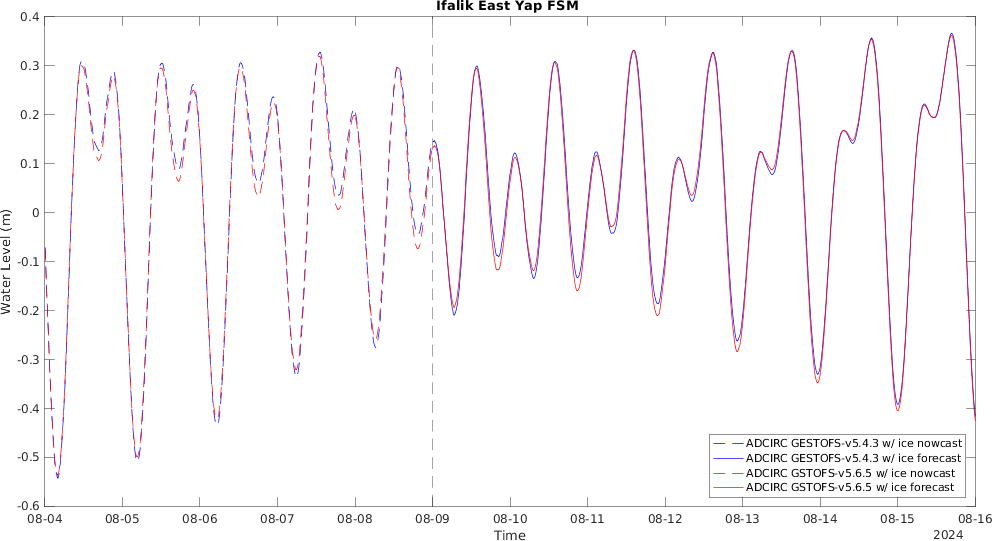 Ifalik East Yap FSM
0.4
0.3
0.2
0.1
0
-0.1
-0.2
-0.3
-0.4
-0.5
-0.6
Water Level (m)
08-04 08-05 08-06 08-07 08-08 08-09 08-10 08-11 08-12 08-13 08-14 08-15 08-16
Time
2024
ADCIRC GESTOFS-v5.4.3 w/ ice nowcast
ADCIRC GESTOFS-v5.4.3 w/ ice forecast
ADCIRC GSTOFS-v5.6.5 w/ ice nowcast
ADCIRC GSTOFS-v5.6.5 w/ ice forecast